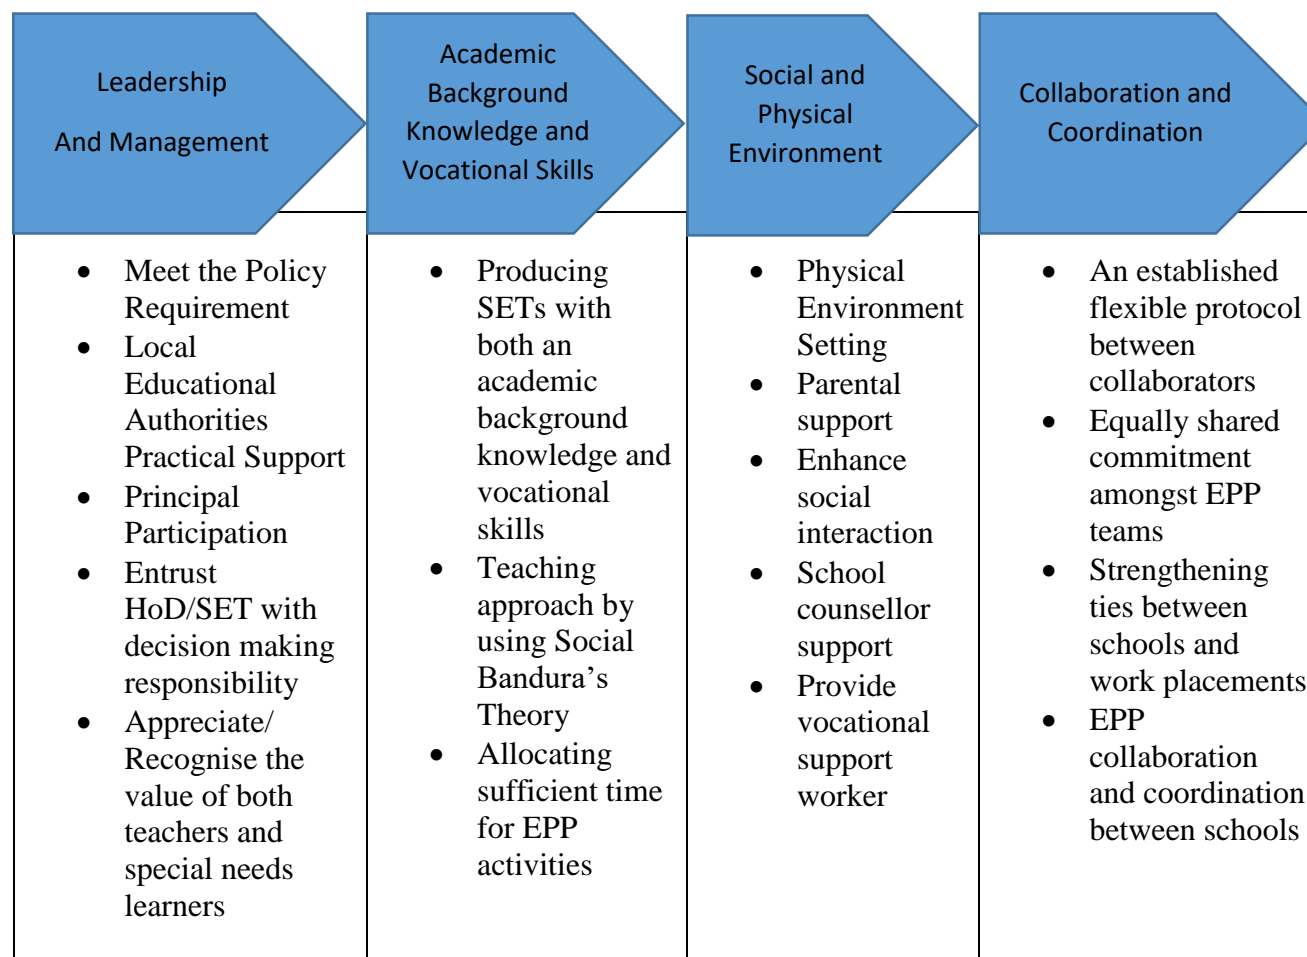 Leadership
And Management
Academic
Background
Knowledge and
Vocational Skills
Social and
Physical
Environment
Collaboration and
Coordination
• Meet the Policy
Requirement
• Local
Educational
Authorities
Practical Support
• Principal
Participation
• Entrust
HoD/SET with
decision making
responsibility
• Appreciate/
Recognise the
value of both
teachers and
special needs
learners
• Producing
SETs with
both an
academic
background
knowledge and
vocational
skills
• Teaching
approach by
using Social
Bandura’s
Theory
• Allocating
sufficient time
for EPP
activities
• Physical
Environment
Setting
• Parental
support
• Enhance
social
interaction
• School
counsellor
support
• Provide
vocational
support
worker
• An established
flexible protocol
between
collaborators
• Equally shared
commitment
amongst EPP
teams
• Strengthening
ties between
schools and
work placements
• EPP
collaboration
and coordination
between schools